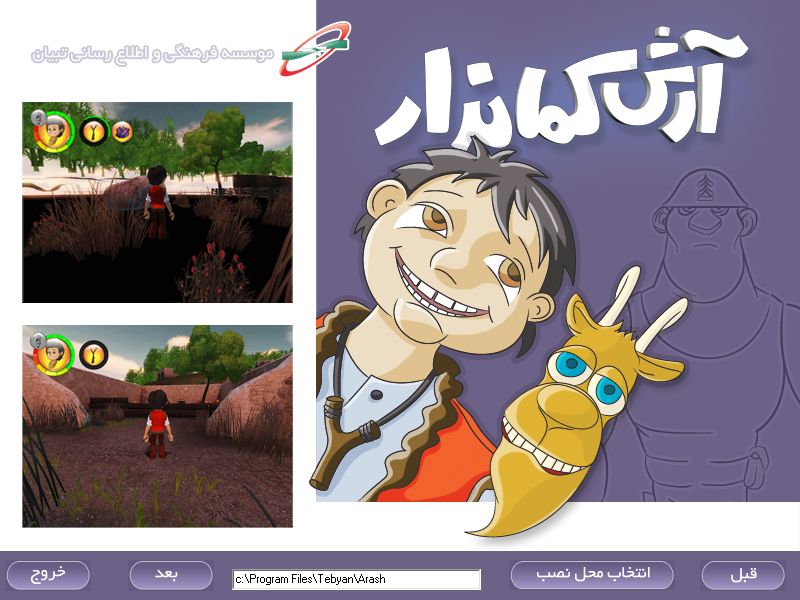 موسسه فرهنگی و اطلاع رسانی تبیان
آرش کماندار
قبل
انتخاب محل نصب
c:\Program Files\Tebyan\Arash
بعد
خروج